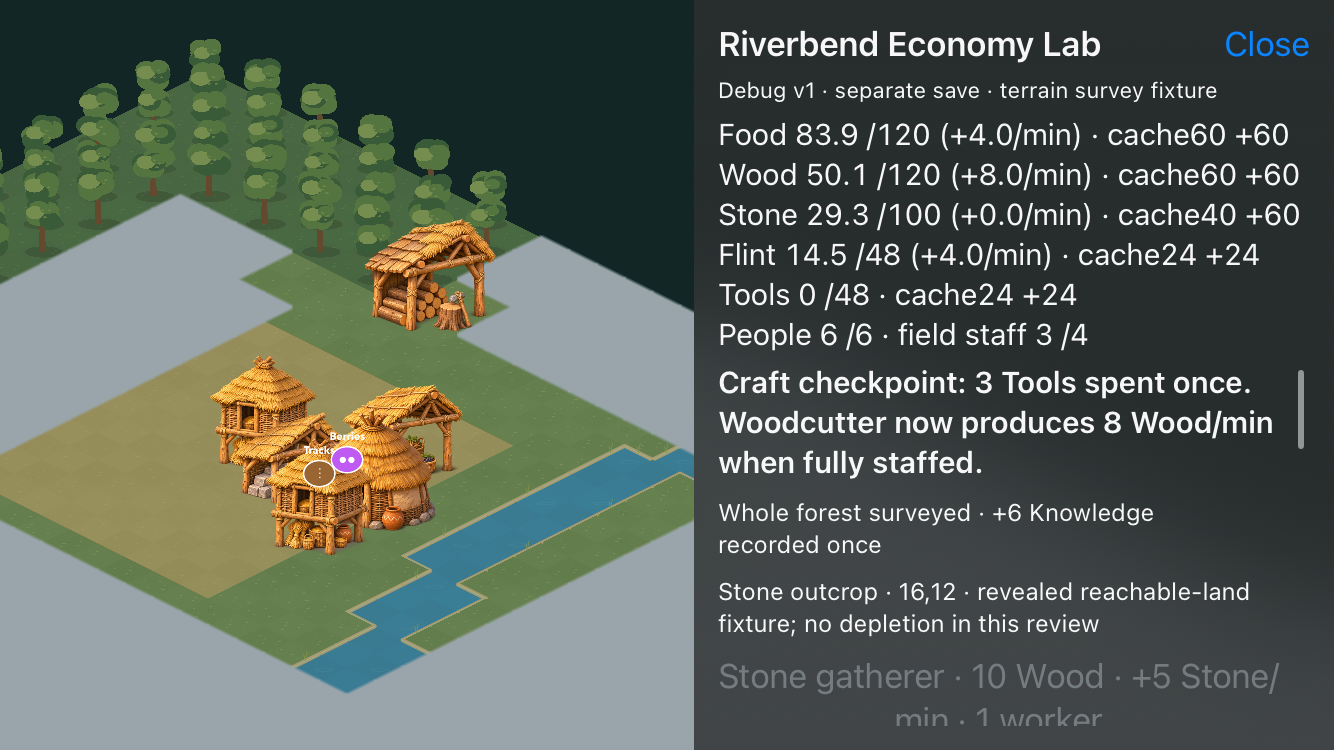 Riverbend Economy Lab
Close
Debug v1 · separate save · terrain survey fixture
Food 83.9 /120 (+4.0/min) · cache60 +60
Wood 50.1 /120 (+8.0/min) · cache60 +60
Stone 29.3 /100 (+0.0/min) · cache40 +60
Flint 14.5 /48 (+4.0/min) · cache24 +24
Tools 0 /48 · cache24 +24
People 6 /6 · field staff 3 /4
Craft checkpoint: 3 Tools spent once.
Woodcutter now produces 8 Wood/min
when fully staffed.
Whole forest surveyed · +6 Knowledge
recorded once
Stone outcrop · 16,12 · revealed reachable-land
fixture; no depletion in this review
Stone gatherer · 10 Wood · +5 Stone/
min · 1 worker
Berries
Tracks